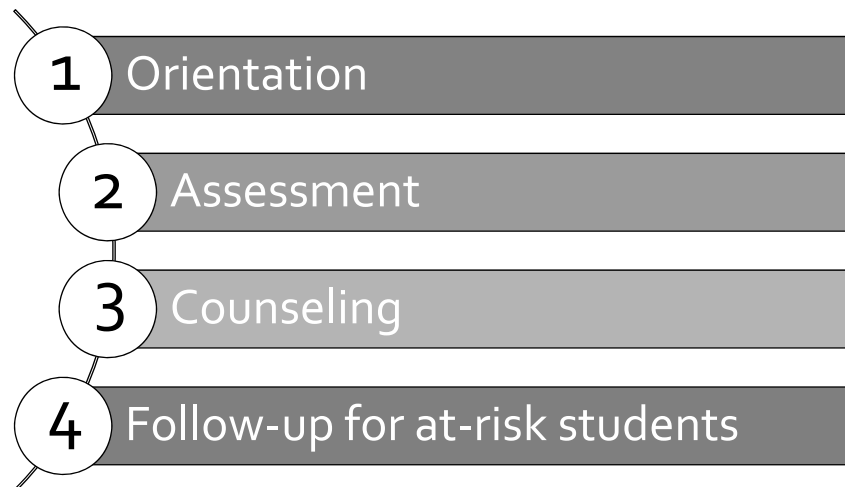 1 Orientation
2 Assessment
3 Counseling
4 Follow-up for at-risk students